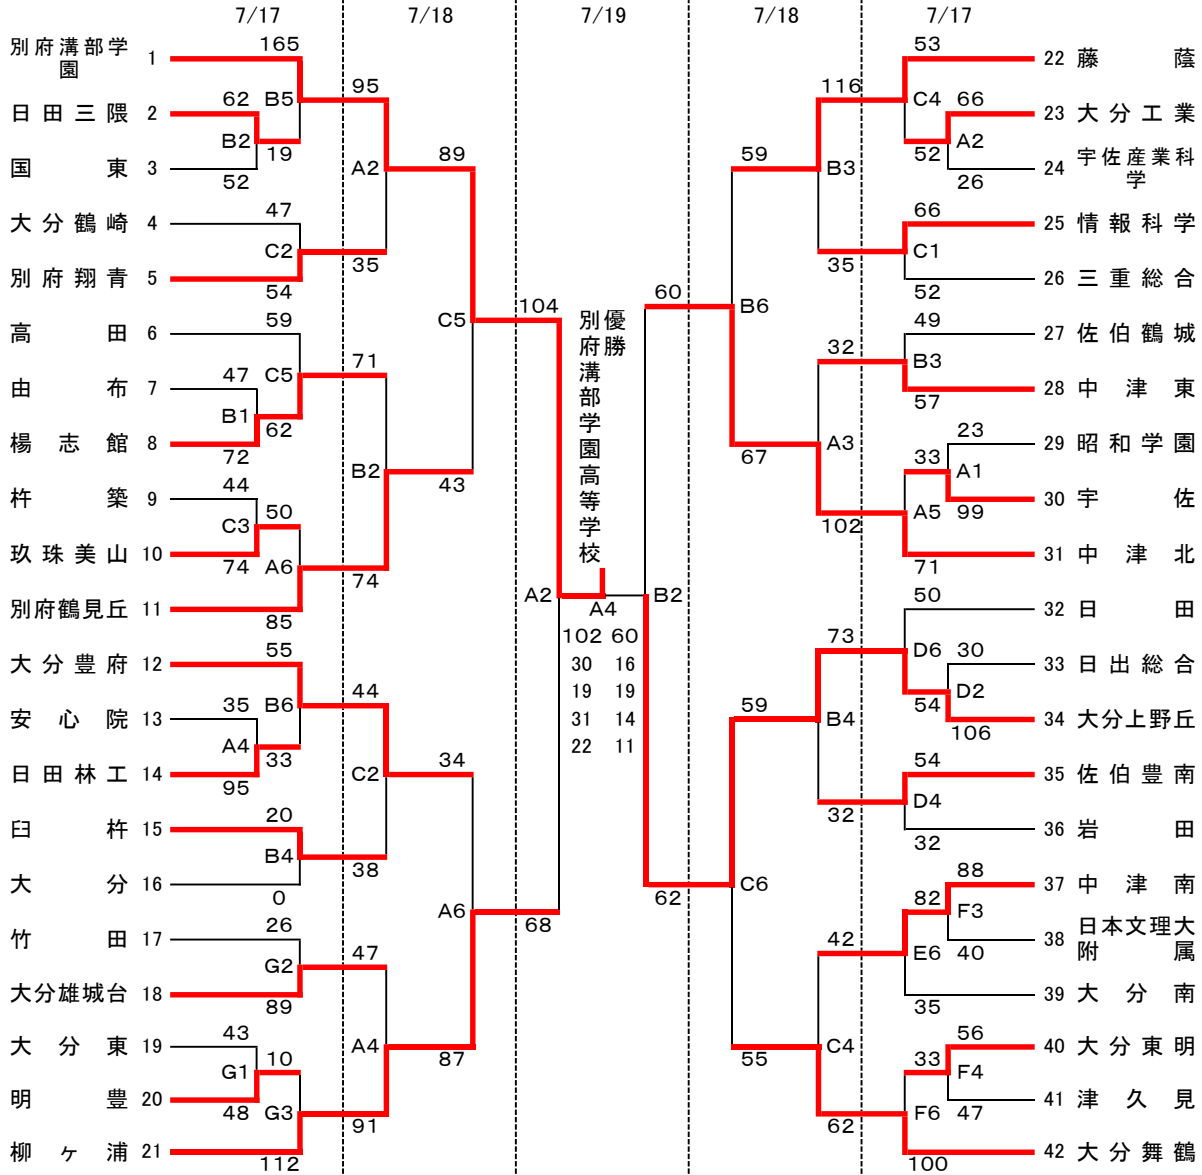 7/17 7/18 7/19 7/18 7/17
別府溝部学園 1
日田三隈 2
国東 3
大分鶴崎 4
別府翔青 5
高田 6
由布 7
楊志館 8
杵築 9
玖珠美山 10
別府鶴見丘 11
大分豊府 12
安心院 13
日田林工 14
臼杵 15
大分 16
竹田 17
大分雄城台 18
大分東 19
明豊 20
柳ヶ浦 21
165
62 B5
B2
19
52
47
C2
54
59
47 C5
B1
62
72
44
50
C3
74 A6
85
55
35 B6
A4
33
95
20
B4
0
26
G2
89
43
10
G1
48 G3
112
95
A2
35
71
B2
74
44
C2
38
47
A4
91
89
C5
43
34
A6
87
104
A2
68
優勝
別府溝部学園高等学校
A4
102 60
30 16
19 19
31 14
22 11
60
B2
62
59
B6
67
59
C6
55
116
B3
35
32
A3
102
73
B4
32
42
C4
62
53
C4
66
A2
52
26
66
C1
52
49
B3
57
23
33
A1
A5
99
71
50
D6
30
D2
54
106
54
D4
32
88
82
F3
E6
40
35
56
33
F4
F6
47
100
22 藤蔭
23 大分工業
24 宇佐産業科学
25 情報科学
26 三重総合
27 佐伯鶴城
28 中津東
29 昭和学園
30 宇佐
31 中津北
32 日田
33 日出総合
34 大分上野丘
35 佐伯豊南
36 岩田
37 中津南
38 日本文理大附属
39 大分南
40 大分東明
41 津久見
42 大分舞鶴